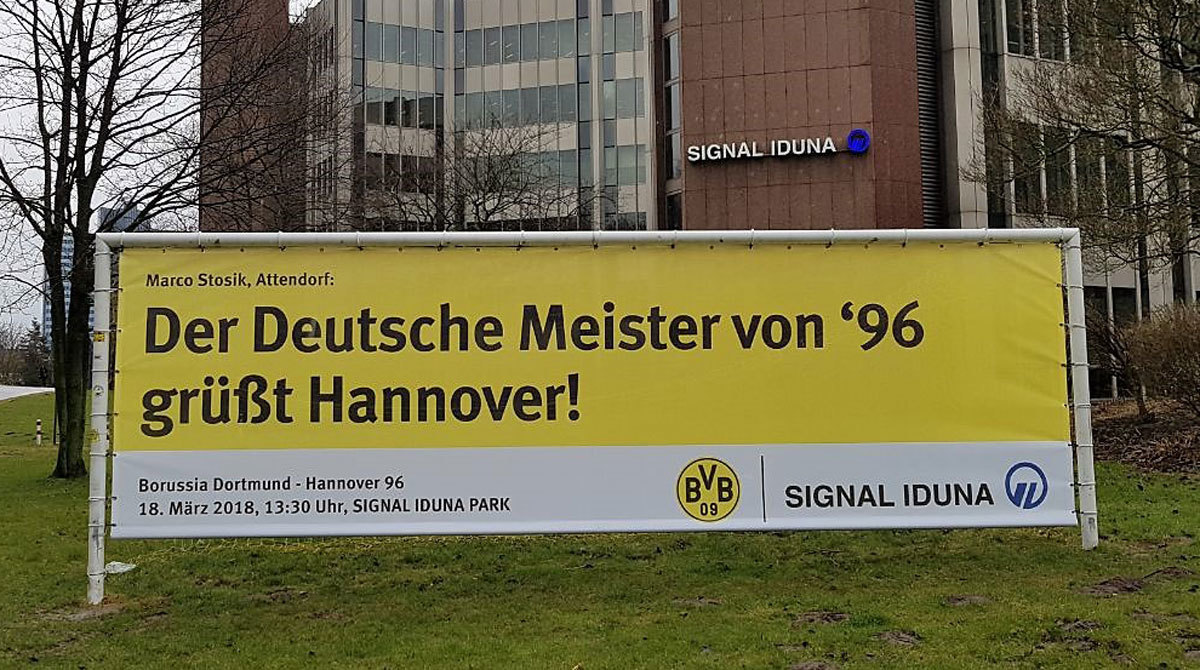 SIGNAL IDUNA
Marco Stosik, Attendorf:
Der Deutsche Meister von ‘96
grüßt Hannover!
Borussia Dortmund - Hannover 96
18. März 2018, 13:30 Uhr, SIGNAL IDUNA PARK
BVB
09
SIGNAL IDUNA